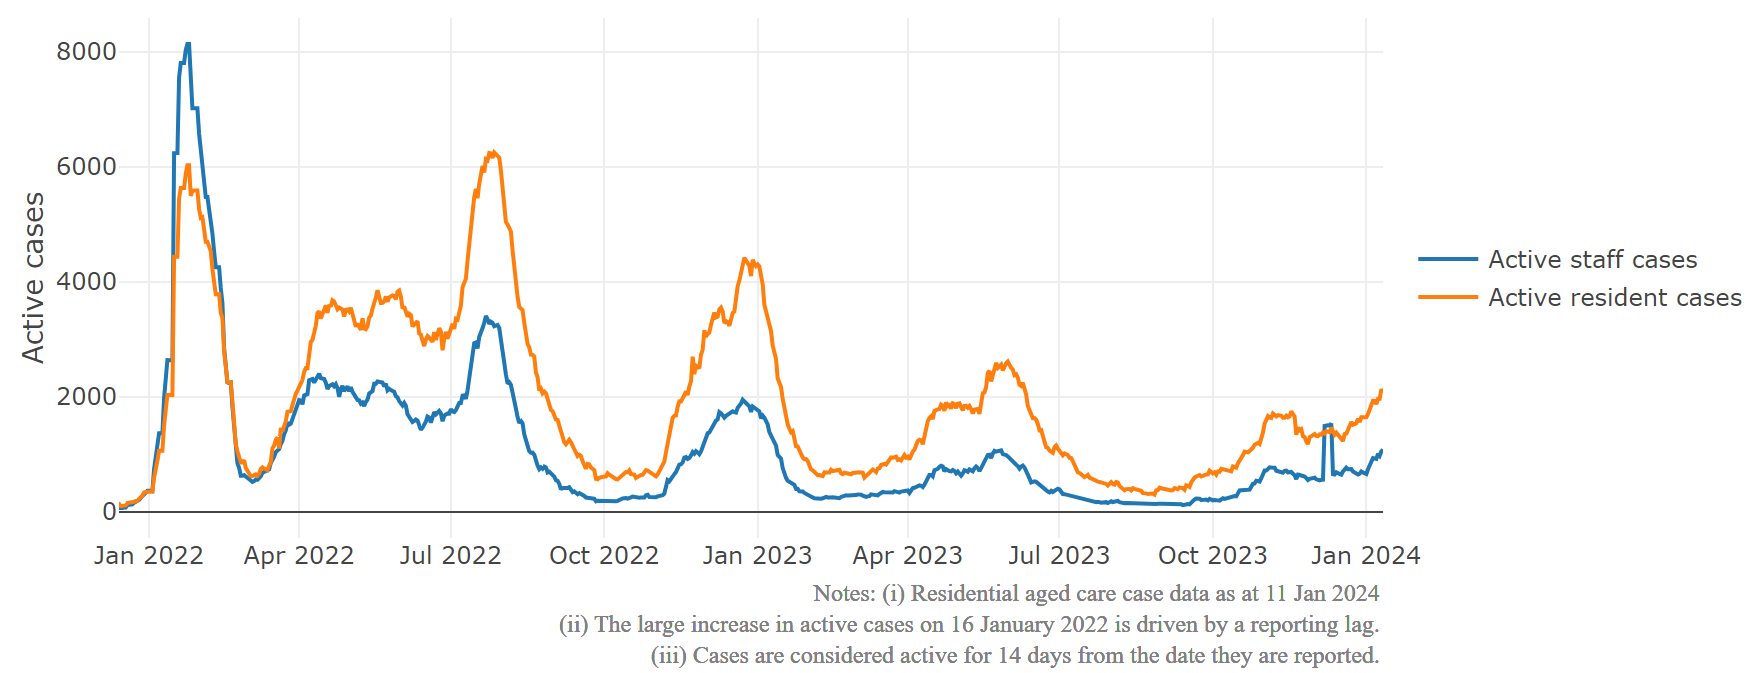 8000
6000
4000
2000
0
Active cases
Jan 2022 Apr 2022 Jul 2022 Oct 2022 Jan 2023 Apr 2023 Jul 2023 Oct 2023 Jan 2024
Active staff cases
Active resident cases
Notes: (i) Residential aged care case data as at 11 Jan 2024
(ii) The large increase in active cases on 16 January 2022 is driven by a reporting lag.
(iii) Cases are considered active for 14 days from the date they are reported.